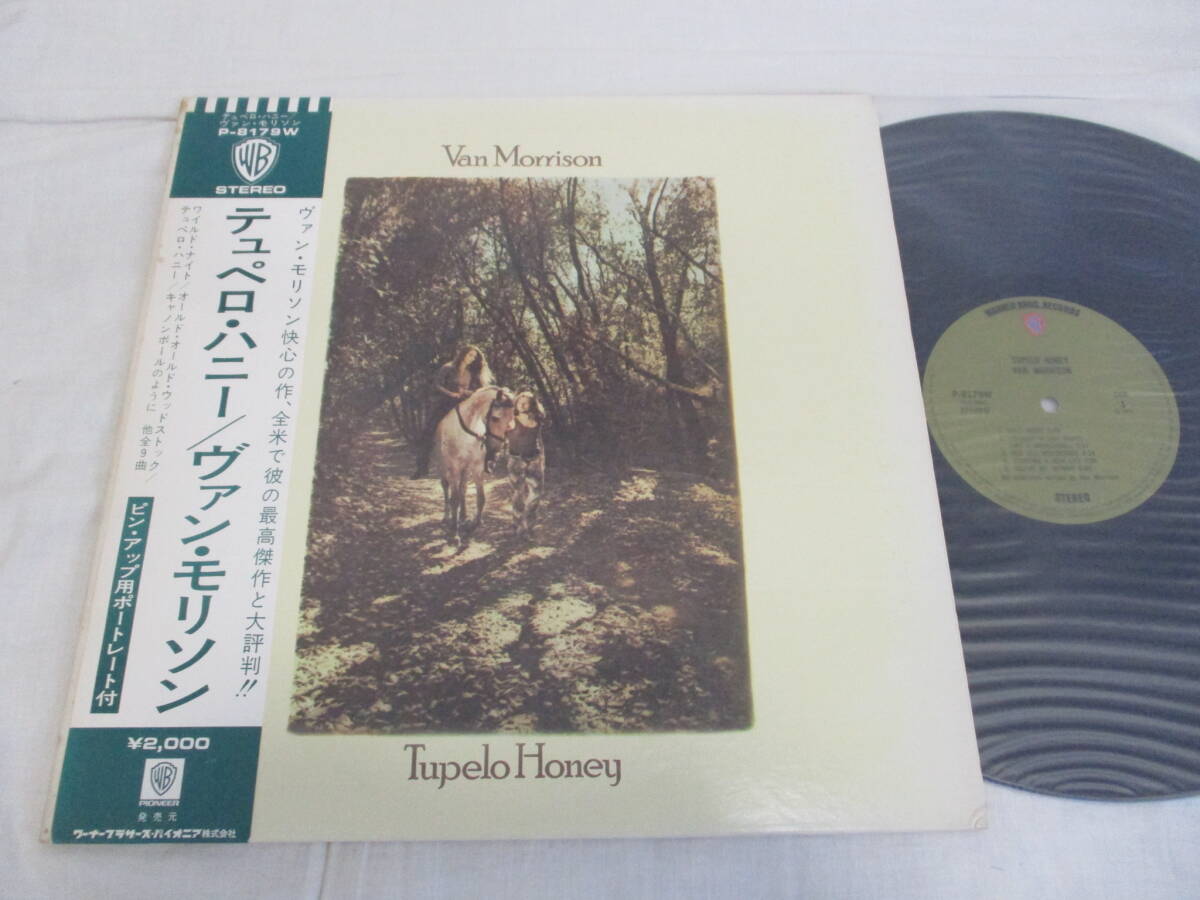 テュペロ・ハニー/
ヴァン・モリソン
P-8179W
WB
STEREO
ヴァン・モリソン快心の作、全米で彼の最高傑作と大評判!!
テュペロ・ハニー/ヴァン・モリソン
ワイルド・ナイト/オールド・オールド・ウッドストック/
テュペロ・ハニー/キャノンボールのように 他全9曲
ピン・アップ用ポートレート付
¥2,000
WB
PIONEER
発売元
ワーナーブラザーズ・パイオニア株式会社
Van Morrison
Tupelo Honey
WARNER BROS. RECORDS
TUPELO HONEY
VAN MORRISON
P-8179W
1
STEREO